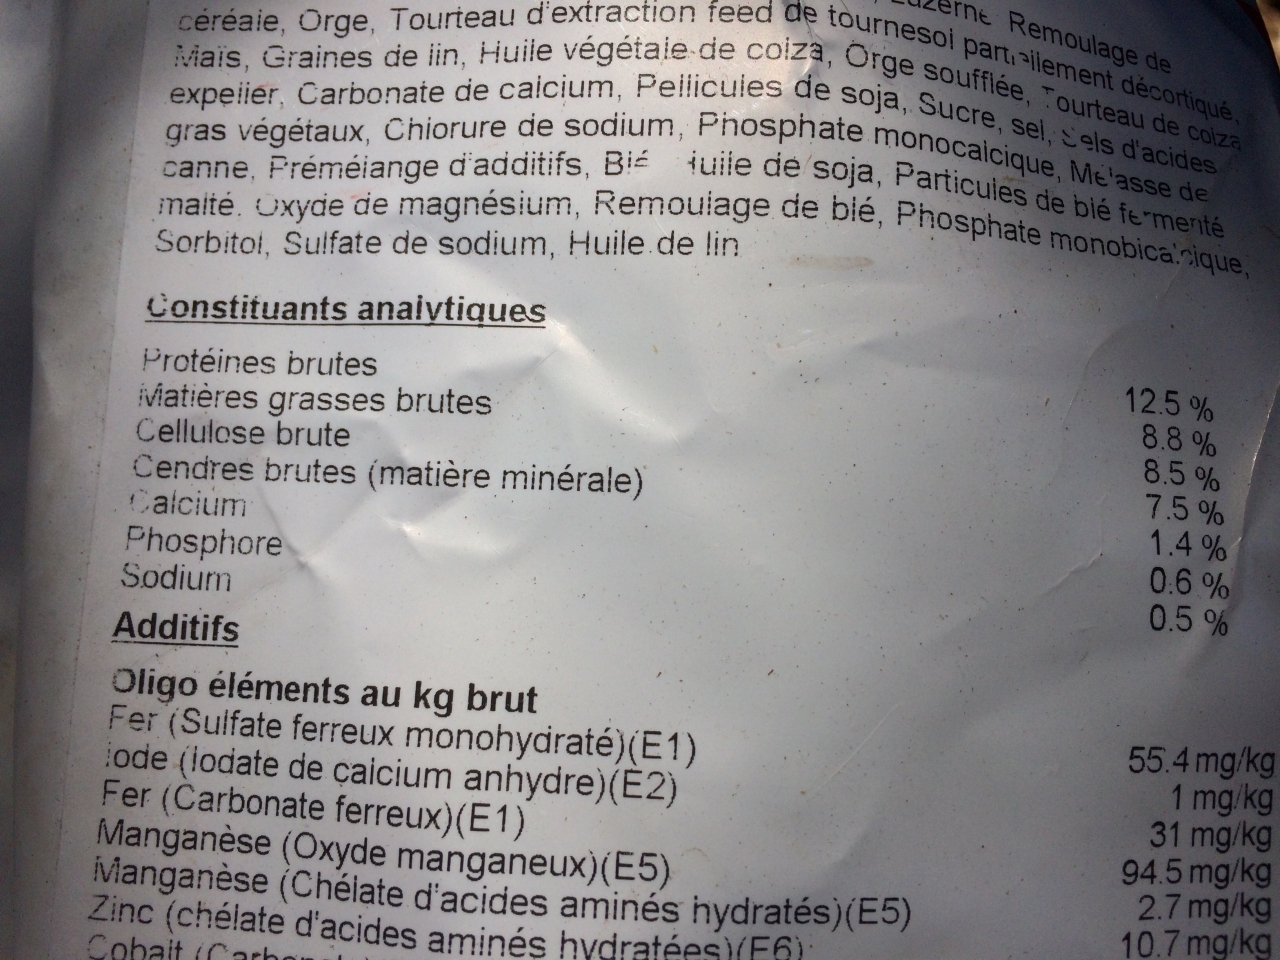 Remoulage de
céréale, Orge, Tourteau d'extraction feed de tournesol partiellement décortiqué,
Maïs, Graines de lin, Huile végétale de colza, Orge soufflée, Tourteau de colza
expeller, Carbonate de calcium, Pellicules de soja, Sucre, sel, Sels d'acides
gras végétaux, Chlorure de sodium, Phosphate monocalcique, Mélasse de
canne, Prémélange d'additifs, Blé Huile de soja, Particules de blé fermenté
malté. Oxyde de magnésium, Remoulage de blé, Phosphate monobicalcique,
Sorbitol, Sulfate de sodium, Huile de lin
Constituants analytiques
Protéines brutes 12.5 %
Matières grasses brutes 8.8 %
Cellulose brute 8.5 %
Cendres brutes (matière minérale) 7.5 %
Calcium 1.4 %
Phosphore 0.6 %
Sodium 0.5 %
Additifs
Oligo éléments au kg brut
Fer (Sulfate ferreux monohydraté)(E1) 55.4 mg/kg
Iode (Iodate de calcium anhydre)(E2) 1 mg/kg
Fer (Carbonate ferreux)(E1) 31 mg/kg
Manganèse (Oxyde manganeux)(E5) 94.5 mg/kg
Manganèse (Chélate d'acides aminés hydratés)(E5) 2.7 mg/kg
Zinc (chélate d'acides aminés hydratées)(E6) 10.7 mg/kg
Cobalt